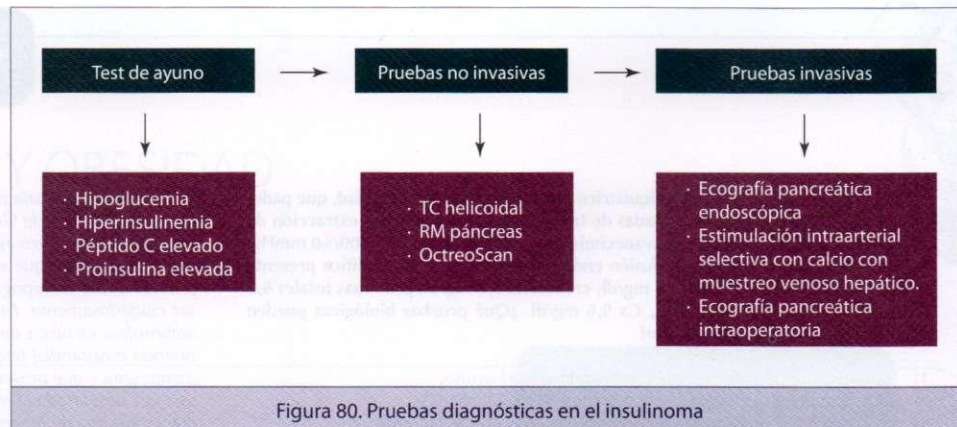 Test de ayuno
Pruebas no invasivas
Pruebas invasivas
· Hipoglucemia
· Hiperinsulinemia
· Péptido C elevado
· Proinsulina elevada
· TC helicoidal
· RM páncreas
· OctreoScan
· Ecografía pancreática
endoscópica
· Estimulación intraarterial
selectiva con calcio con
muestreo venoso hepático.
· Ecografía pancreática
intraoperatoria
Figura 80. Pruebas diagnósticas en el insulinoma